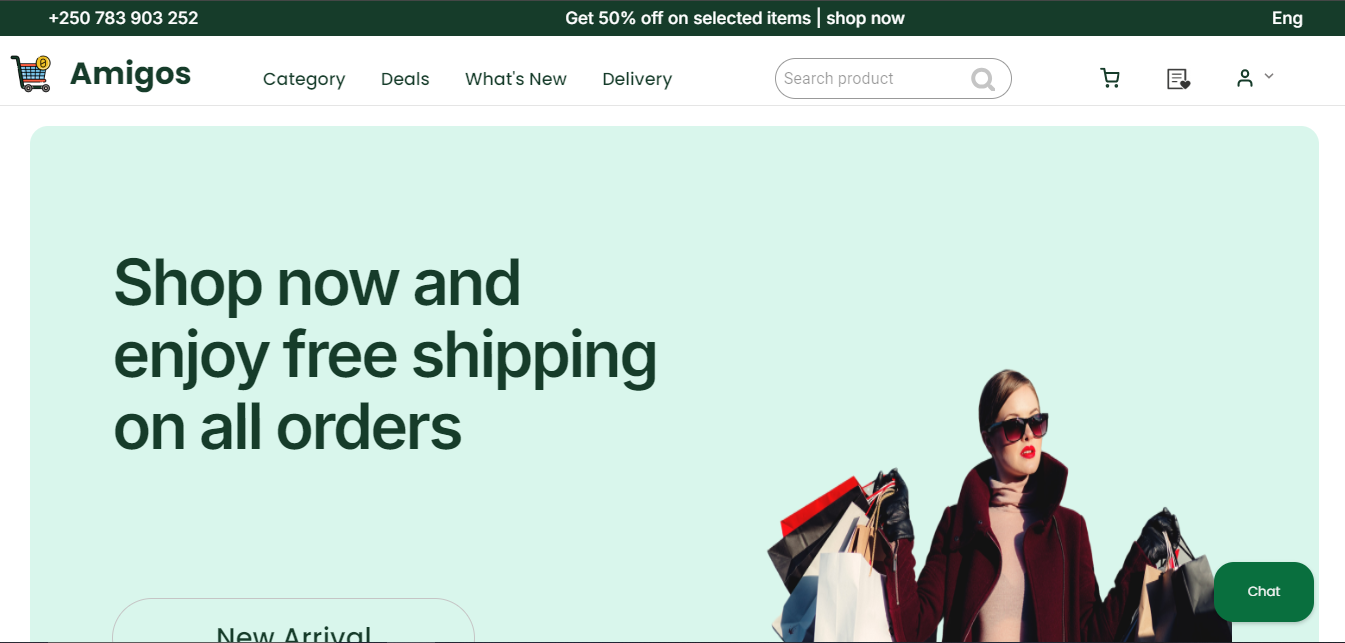 +250 783 903 252
Get 50% off on selected items | shop now
Eng
0
Amigos
Category
Deals
What's New
Delivery
Search product
Shop now and
enjoy free shipping
on all orders
New Arrival
Chat